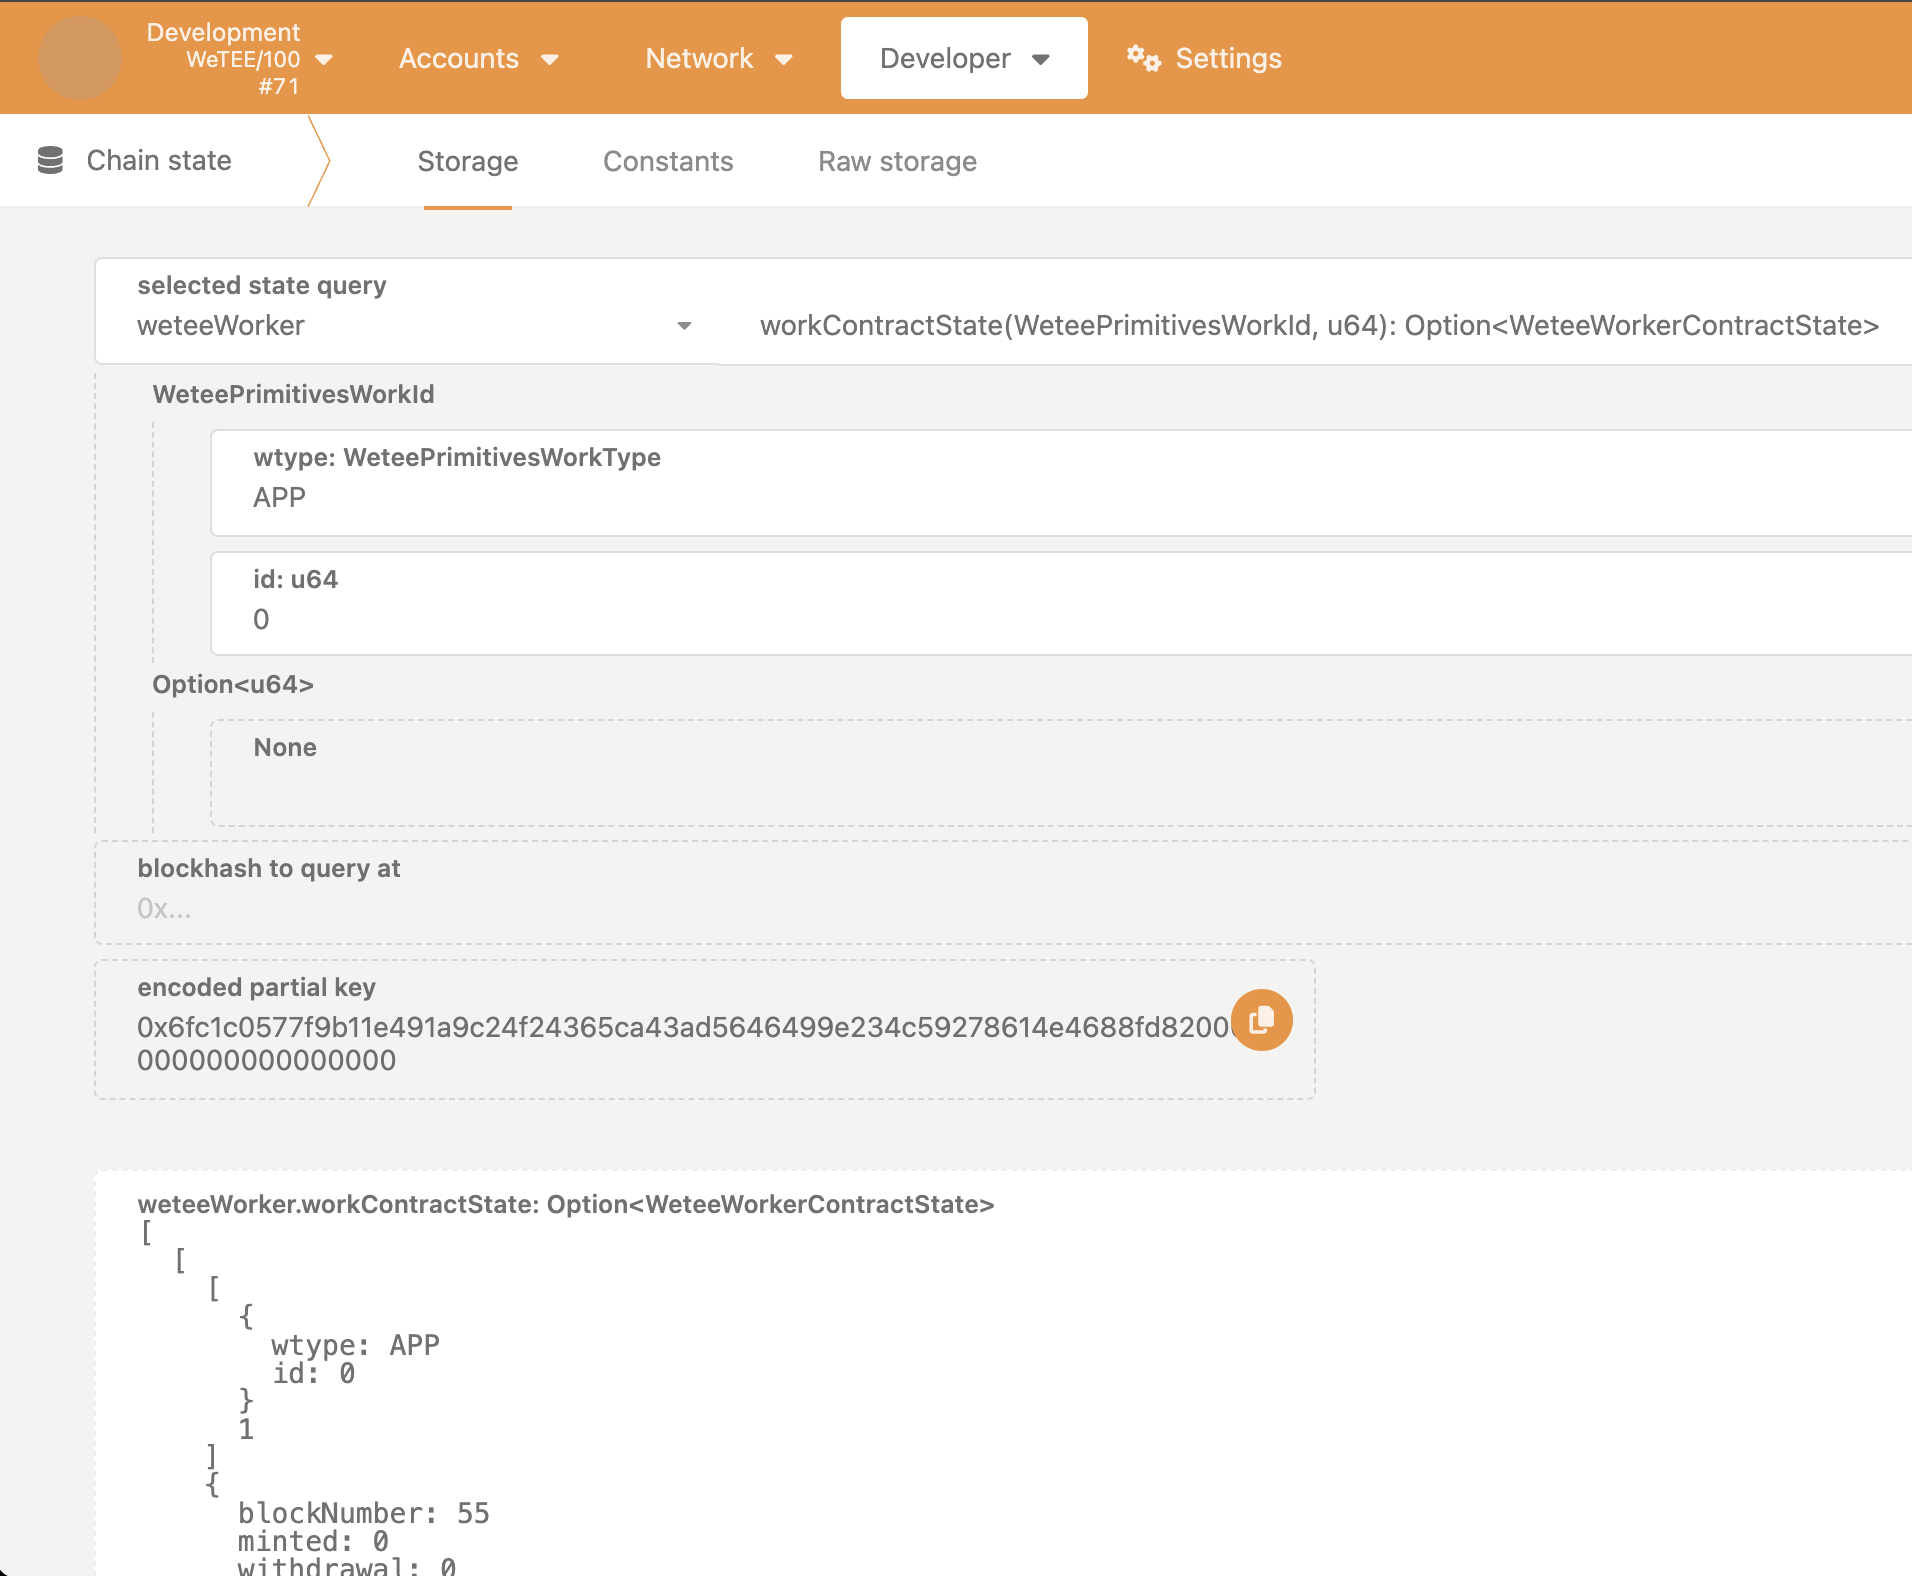 Development
WeTEE/100
#71
Accounts
Network
Developer
Settings
Chain state
Storage
Constants
Raw storage
selected state query
weteeWorker
workContractState(WeteePrimitivesWorkId, u64): Option<WeteeWorkerContractState>
WeteePrimitivesWorkId
wtype: WeteePrimitivesWorkType
APP
id: u64
0
Option<u64>
None
blockhash to query at
0x...
encoded partial key
0x6fc1c0577f9b11e491a9c24f24365ca43ad5646499e234c59278614e4688fd8200
000000000000000
weteeWorker.workContractState: Option<WeteeWorkerContractState>
[
[
[
{
wtype: APP
id: 0
}
1
]
{
blockNumber: 55
minted: 0
withdrawal: 0